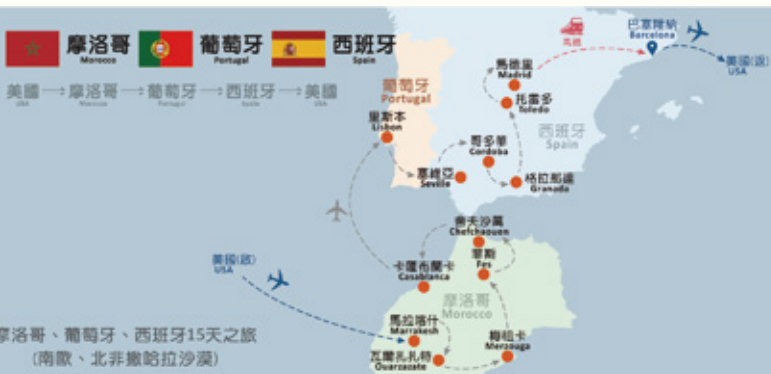 摩洛哥 葡萄牙 西班牙
Morocco Portugal Spain
美國 → 摩洛哥 → 葡萄牙 → 西班牙 → 美國
USA Morocco Portugal Spain USA
葡萄牙
Portugal
里斯本
Lisbon
馬德里
Madrid
托雷多
Toledo
巴塞隆納
Barcelona
美國(返)
USA
西班牙
Spain
哥多華
Cordoba
塞維亞
Seville
格拉那達
Granada
美國(啟)
USA
Chefchaouen
菲斯
Fes
卡薩布蘭卡
Casablanca
摩洛哥
Morocco
馬拉喀什
Marrakesh
瓦爾扎扎特
Ouarzazate
梅祖卡
Merzouga
摩洛哥、葡萄牙、西班牙15天之旅
(南歐、北非撒哈拉沙漠)